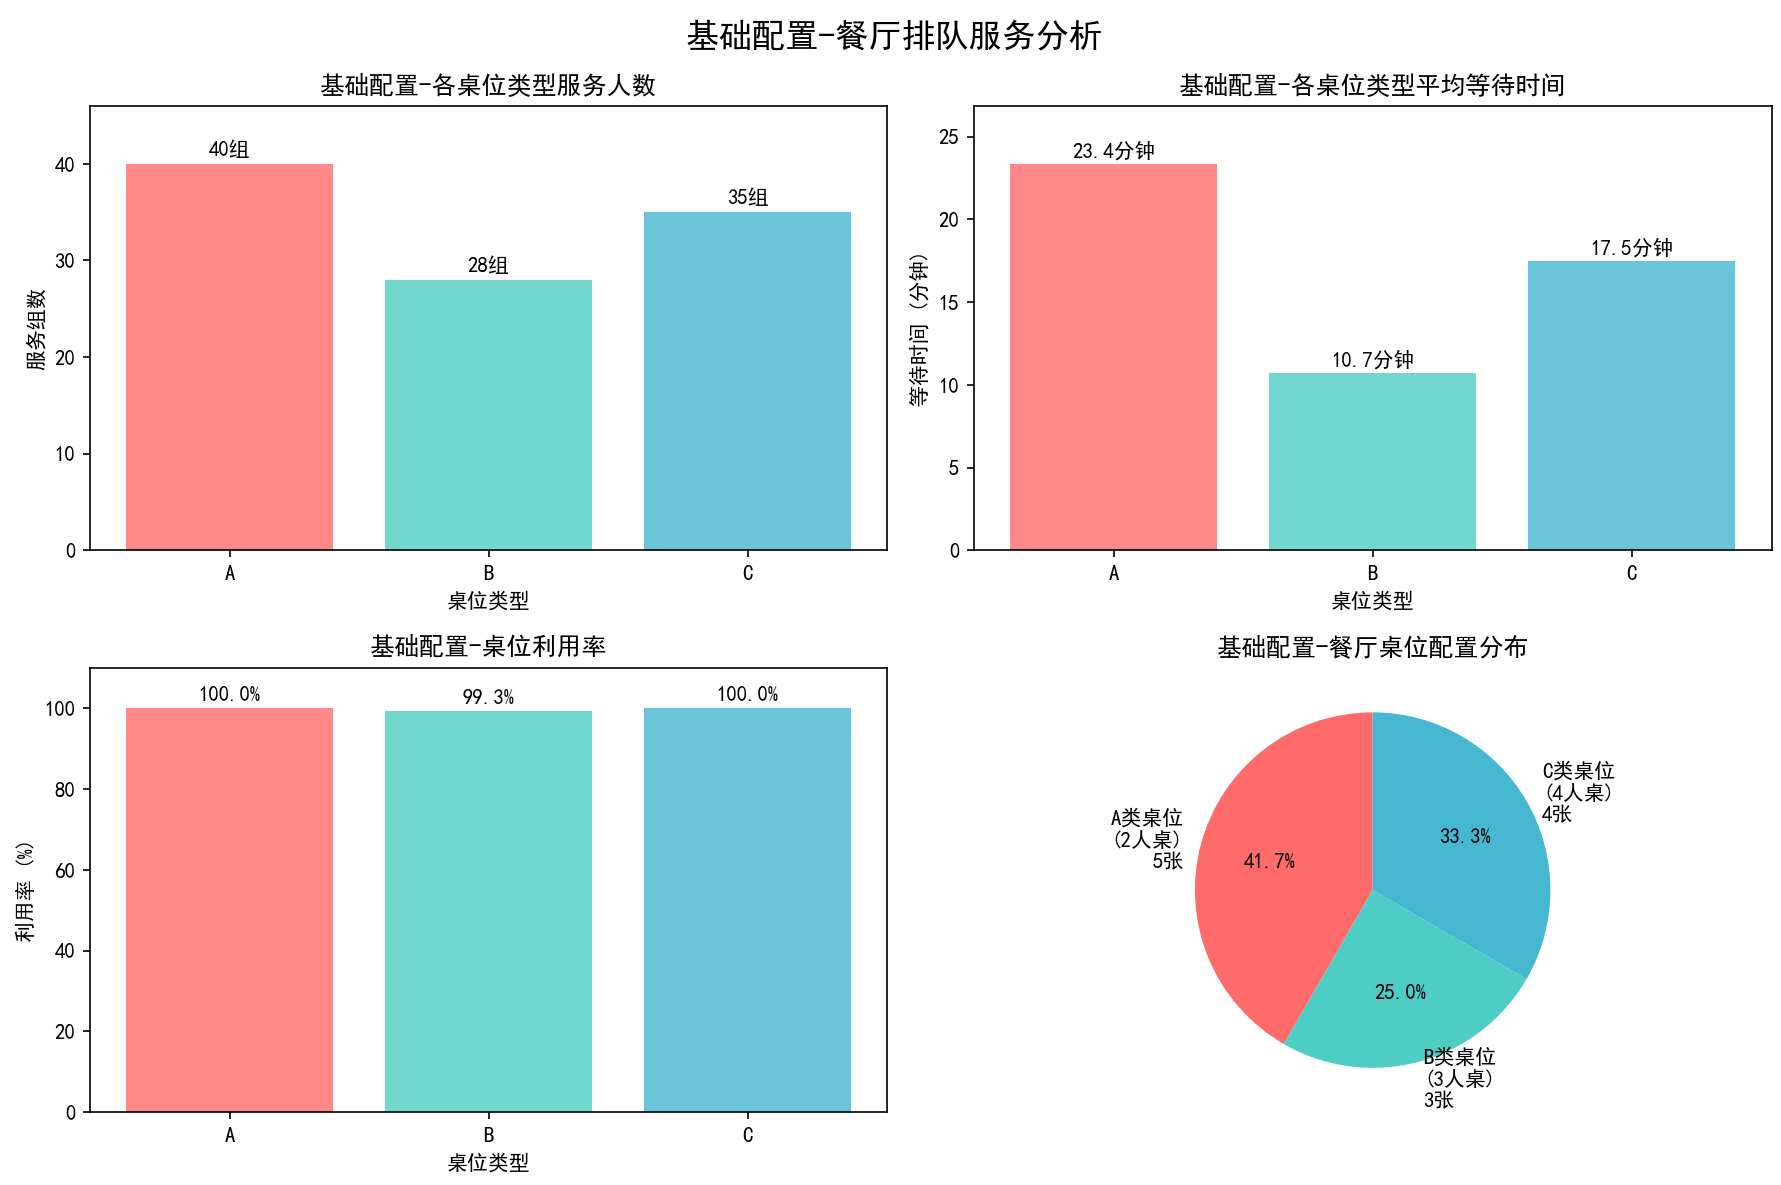 基础配置-餐厅排队服务分析
基础配置-各桌位类型服务人数
服务组数
40
30
20
10
0
40组
28组
35组
A
B
C
桌位类型
基础配置-各桌位类型平均等待时间
等待时间 (分钟)
25
20
15
10
5
0
23.4分钟
10.7分钟
17.5分钟
A
B
C
桌位类型
基础配置-桌位利用率
利用率 (%)
100
80
60
40
20
0
100.0%
99.3%
100.0%
A
B
C
桌位类型
基础配置-餐厅桌位配置分布
A类桌位
(2人桌)
5张
41.7%
B类桌位
(3人桌)
3张
25.0%
C类桌位
(4人桌)
4张
33.3%